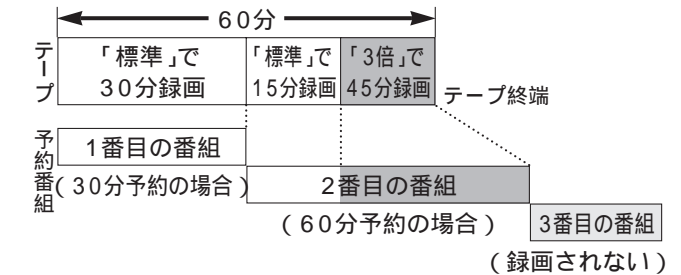 60分
テープ
「標準」で
30分録画
「標準」で
15分録画
「3倍」で
45分録画
テープ終端
予約番組
1番目の番組
(30分予約の場合)
2番目の番組
(60分予約の場合)
3番目の番組
(録画されない)